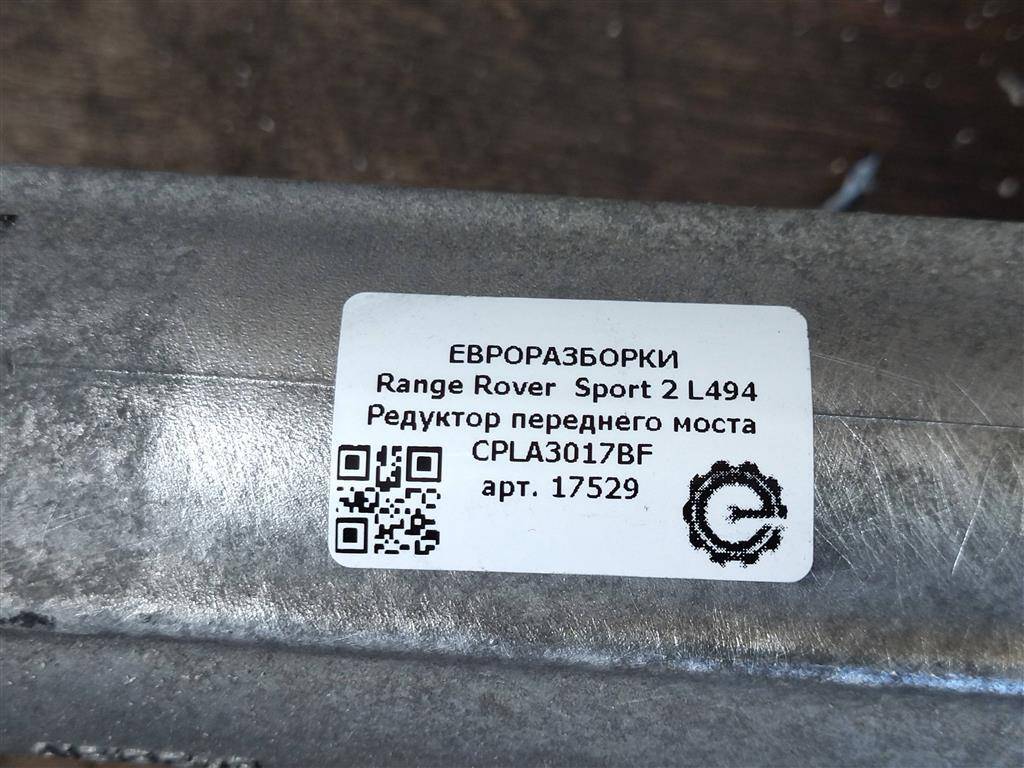 ЕВРОРАЗБОРКИ
Range Rover Sport 2 L494
Редуктор переднего моста
CPLA3017BF
арт. 17529